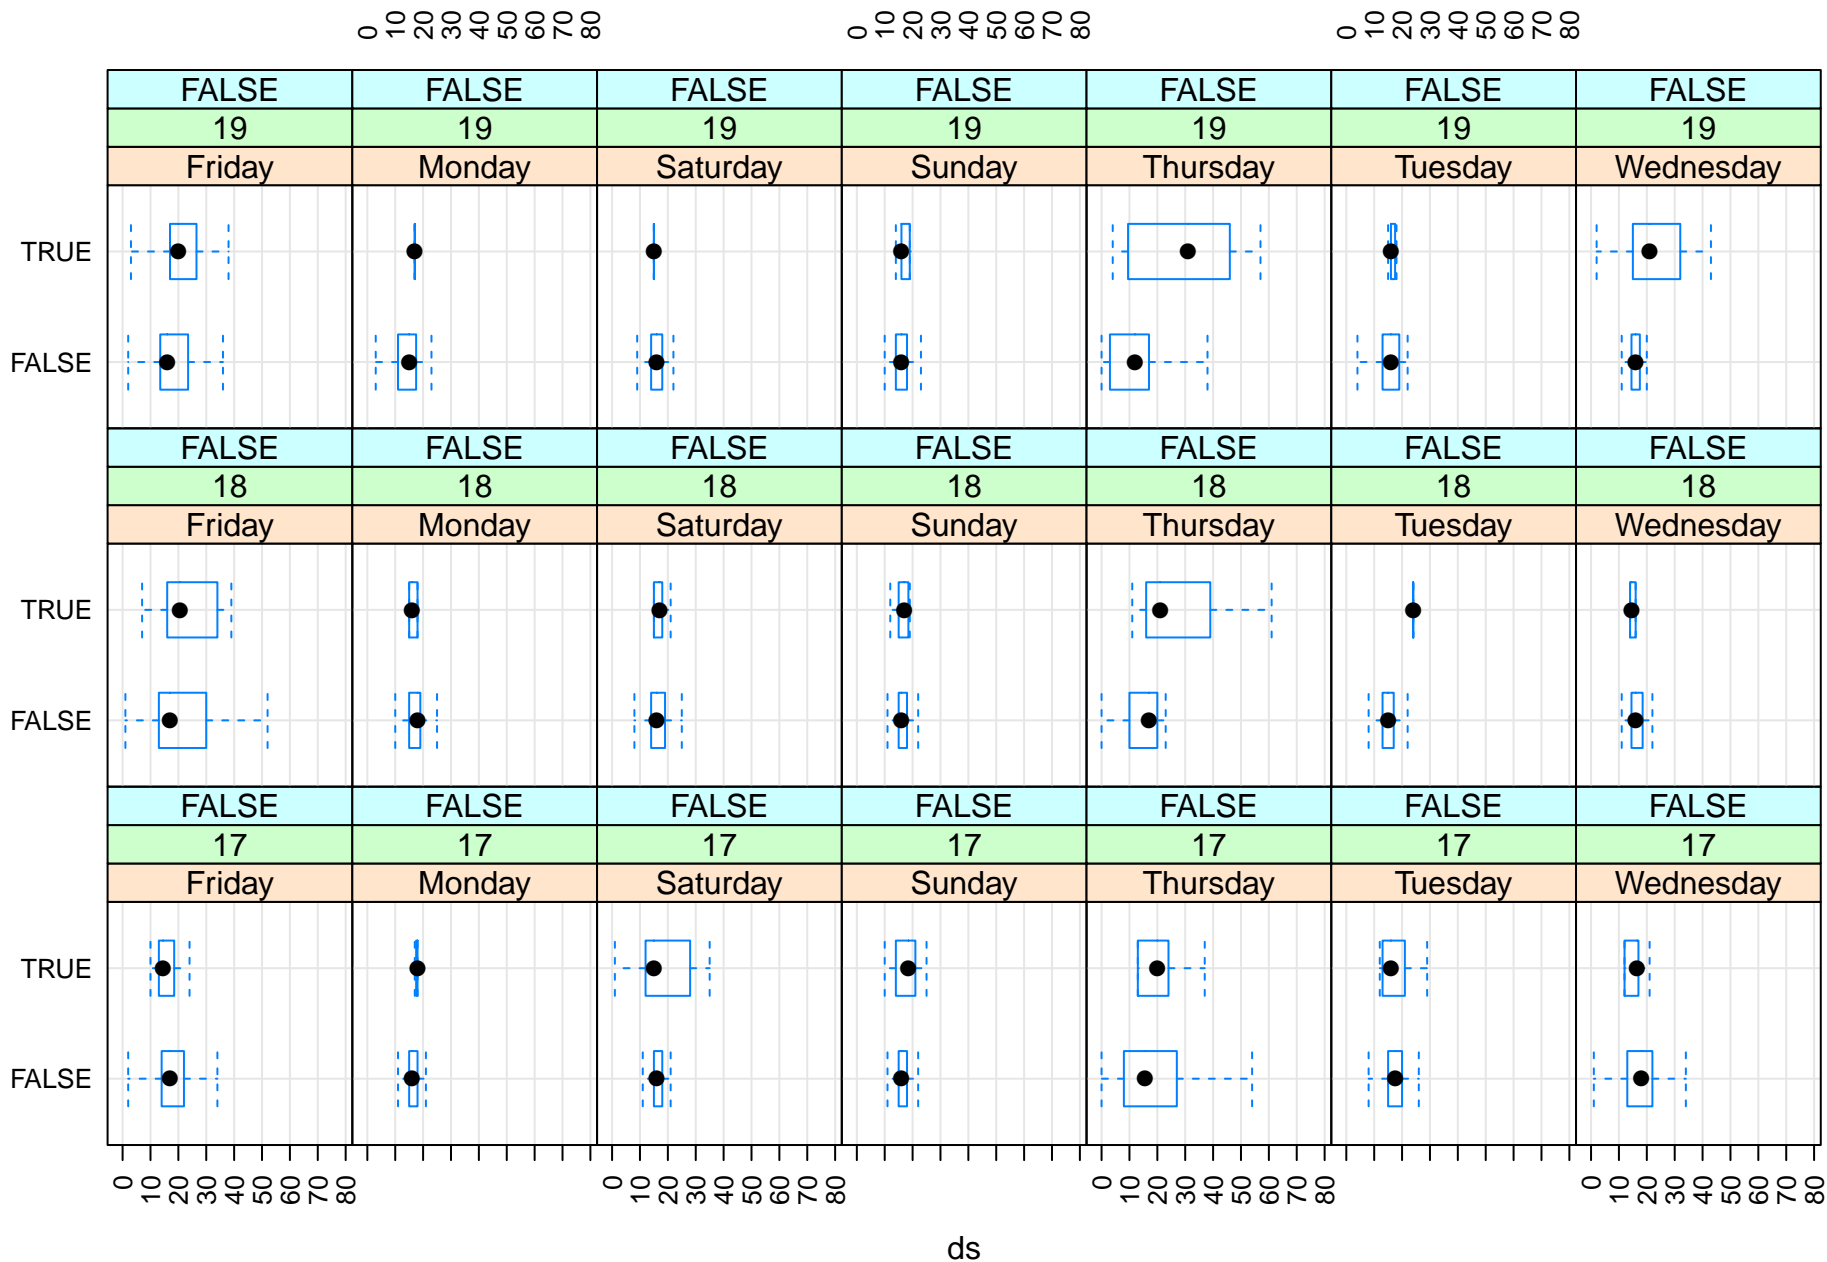 0 10 20 30 40 50 60 70 80 0 10 20 30 40 50 60 70 80 0 10 20 30 40 50 60 70 80
FALSE FALSE FALSE FALSE FALSE FALSE FALSE
19 19 19 19 19 19 19
Friday Monday Saturday Sunday Thursday Tuesday Wednesday
TRUE
FALSE
FALSE FALSE FALSE FALSE FALSE FALSE FALSE
18 18 18 18 18 18 18
Friday Monday Saturday Sunday Thursday Tuesday Wednesday
TRUE
FALSE
FALSE FALSE FALSE FALSE FALSE FALSE FALSE
17 17 17 17 17 17 17
Friday Monday Saturday Sunday Thursday Tuesday Wednesday
TRUE
FALSE
0 10 20 30 40 50 60 70 80 0 10 20 30 40 50 60 70 80 0 10 20 30 40 50 60 70 80 0 10 20 30 40 50 60 70 80
ds